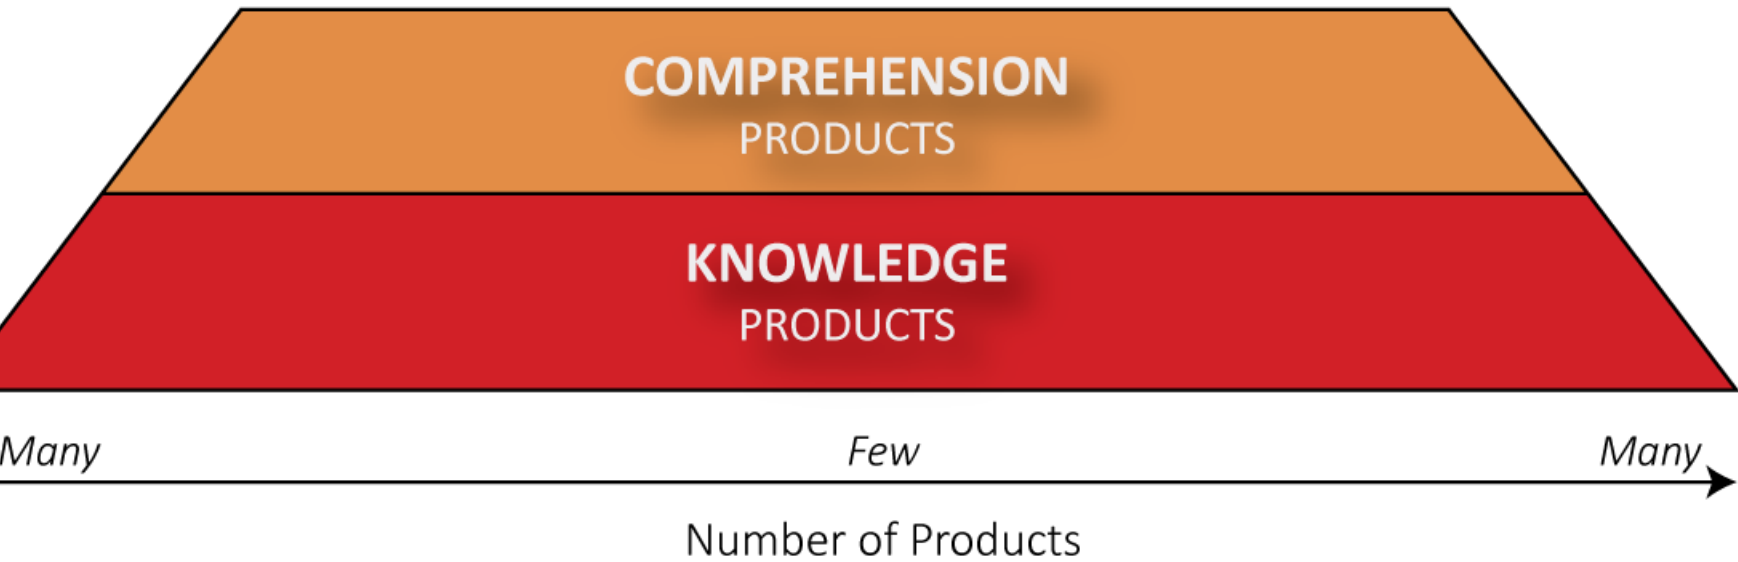 COMPREHENSION
PRODUCTS
KNOWLEDGE
PRODUCTS
Many Few Many
Number of Products